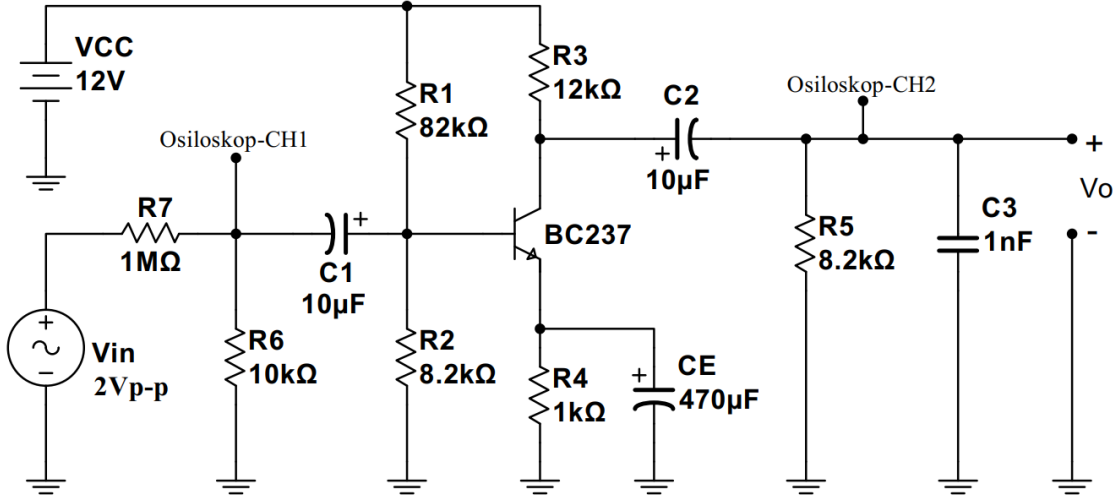 VCC
12V
R1
82kΩ
R3
12kΩ
C2
10µF
Osiloskop-CH2
+
Vo
-
Osiloskop-CH1
R7
1MΩ
+
C1
10µF
BC237
+
R5
8.2kΩ
C3
1nF
+
Vin
2Vp-p
−
R6
10kΩ
R2
8.2kΩ
R4
1kΩ
+
CE
470µF